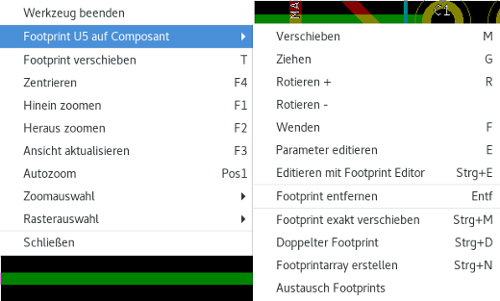 Werkzeug beenden
Footprint U5 auf Composant
Footprint verschieben T
Zentrieren F4
Hinein zoomen F1
Heraus zoomen F2
Ansicht aktualisieren F3
Autozoom Pos1
Zoomauswahl
Rasterauswahl
Schließen
MA
C1
Verschieben M
Ziehen G
Rotieren + R
Rotieren -
Wenden F
Parameter editieren E
Editieren mit Footprint Editor Strg+E
Footprint entfernen Entf
Footprint exakt verschieben Strg+M
Doppelter Footprint Strg+D
Footprintarray erstellen Strg+N
Austausch Footprints